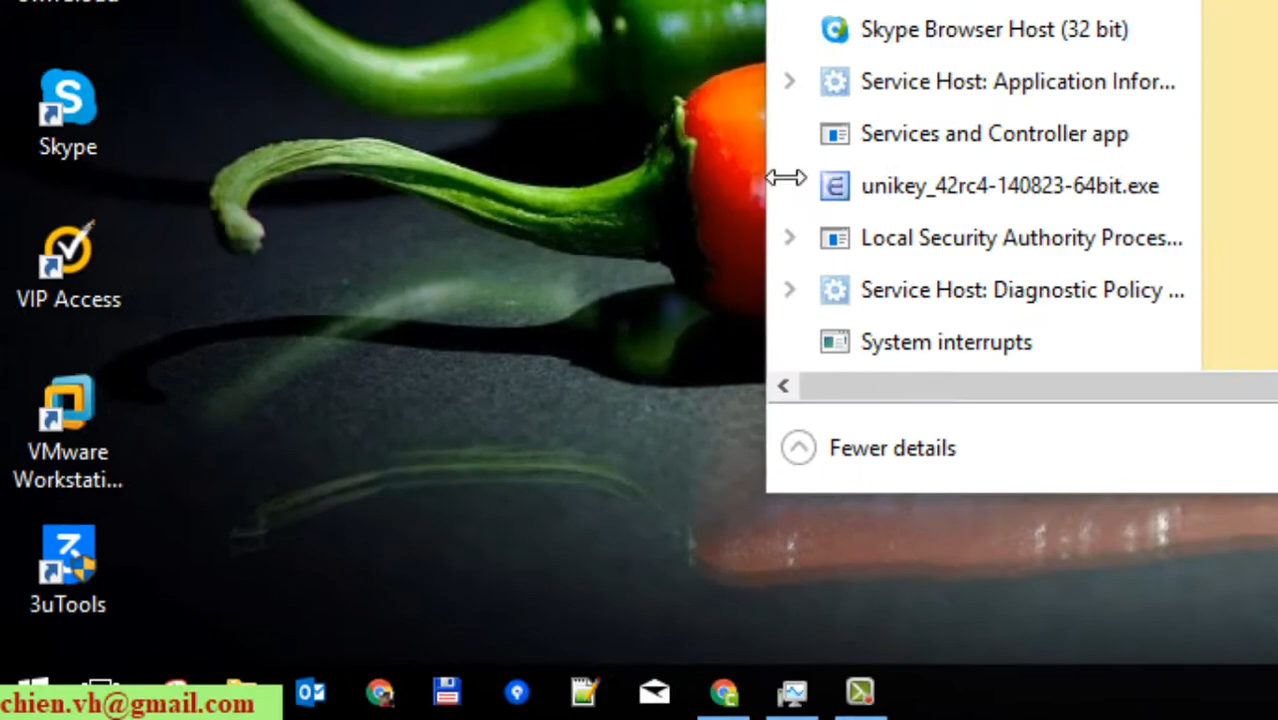 Skype
VIP Access
VMware
Workstati...
3uTools
Skype Browser Host (32 bit)
Service Host: Application Infor...
Services and Controller app
unikey_42rc4-140823-64bit.exe
Local Security Authority Proces...
Service Host: Diagnostic Policy ...
System interrupts
Fewer details
chien.vh@gmail.com